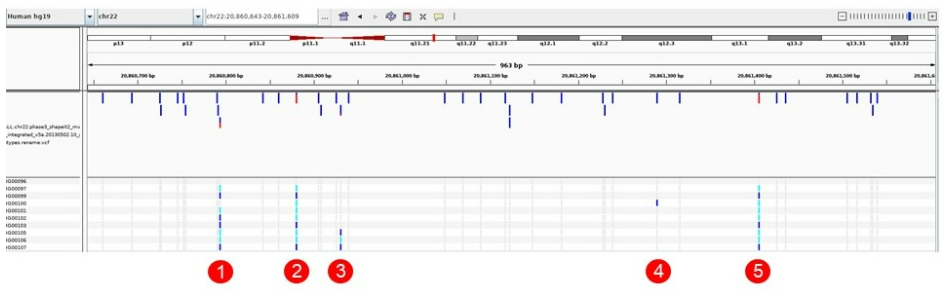 Human hg19 chr22 chr22:20,860,643-20,861,609 ...
p13 p12 p11.2 p11.1 q11.1 q11.21 q11.22 q11.23 q12.1 q12.2 q12.3 q13.1 q13.2 q13.31 q13.32
963 bp
20,860,700 bp 20,860,800 bp 20,860,900 bp 20,861,000 bp 20,861,100 bp 20,861,200 bp 20,861,300 bp 20,861,400 bp 20,861,500 bp 20,861,6
LL.chr22.phase3_shapeit2_mv
_integrated_v5a.20130502.10_
types.rename.vcf
HG00096
HG00097
HG00099
HG00100
HG00101
HG00102
HG00103
HG00105
HG00106
HG00107
1 2 3 4 5